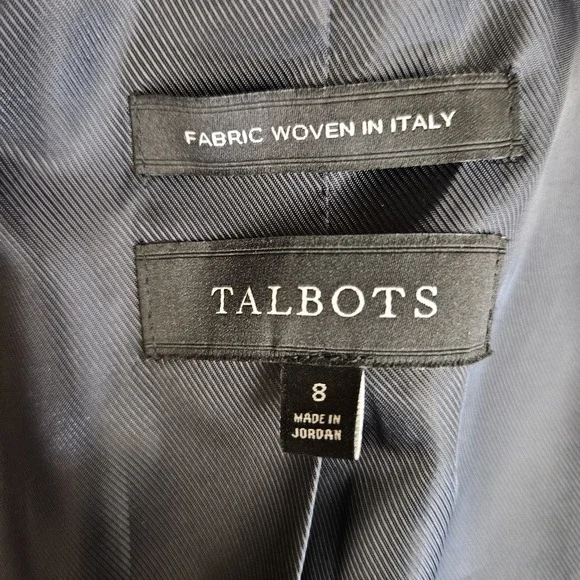 FABRIC WOVEN IN ITALY
TALBOTS
8
MADE IN
JORDAN